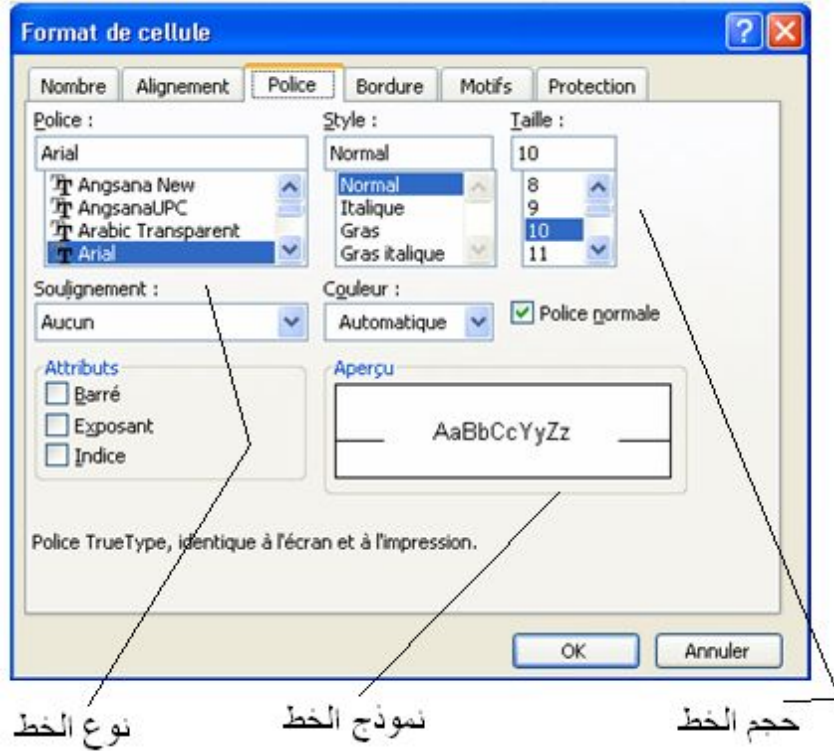 Format de cellule
Nombre Alignement Police Bordure Motifs Protection
Police : Style : Taille :
Arial Normal 10
Angsana New Normal 8
AngsanaUPC Italique 9
Arabic Transparent Gras 10
Arial Gras italique 11
Soulignement : Couleur :
Aucun Automatique Police normale
Attributs Aperçu
Barré
Exposant AaBbCcYyZz
Indice
Police TrueType, identique à l'écran et à l'impression.
OK Annuler
نوع الخط نموذج الخط حجم الخط